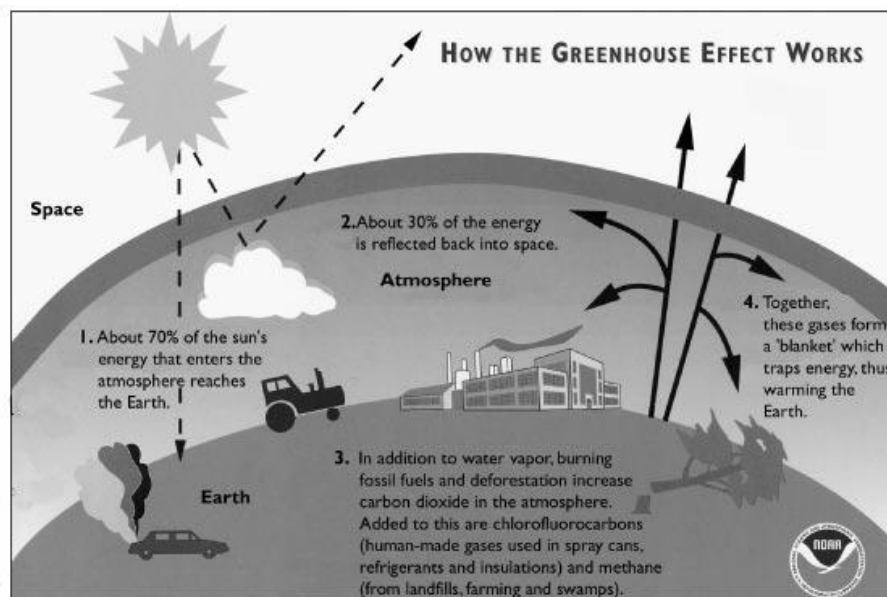 HOW THE GREENHOUSE EFFECT WORKS
Space
2. About 30% of the energy
is reflected back into space.
Atmosphere
1. About 70% of the sun's
energy that enters the
atmosphere reaches
the Earth.
4. Together,
these gases form
a 'blanket' which
traps energy, thus
warming the
Earth.
Earth
3. In addition to water vapor, burning
fossil fuels and deforestation increase
carbon dioxide in the atmosphere.
Added to this are chlorofluorocarbons
(human-made gases used in spray cans,
refrigerants and insulations) and methane
(from landfills, farming and swamps).
NOAA